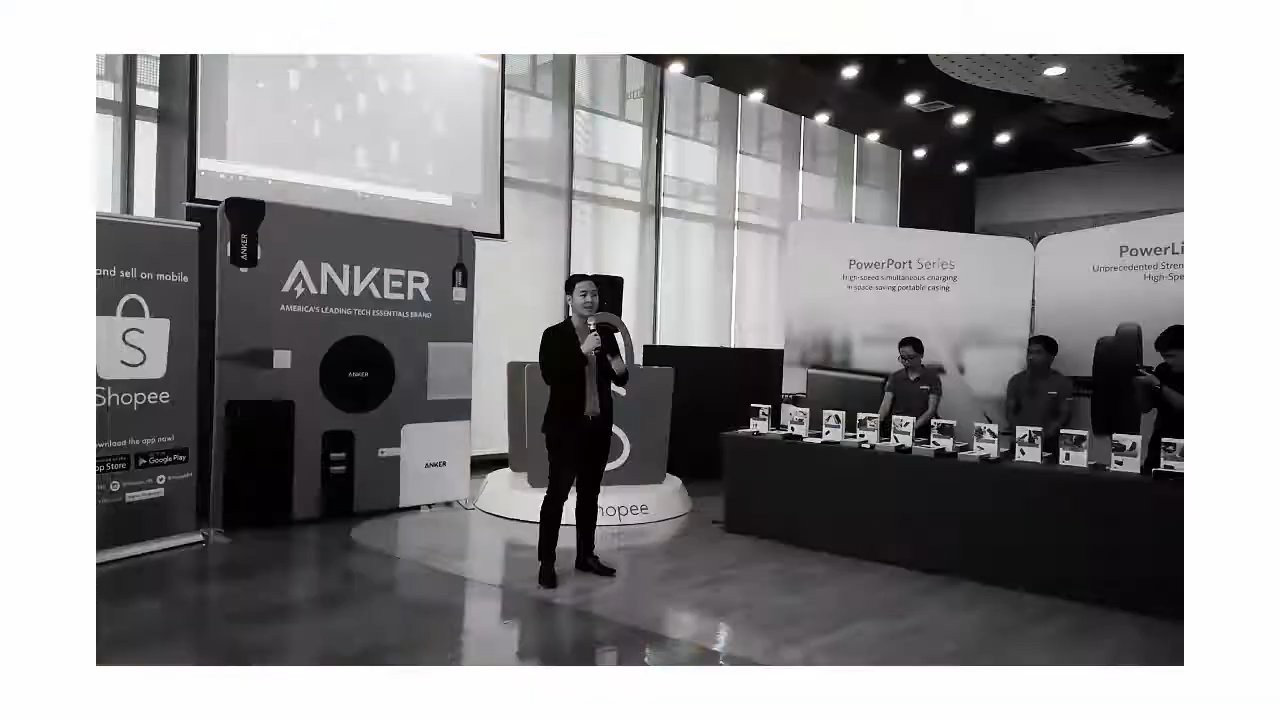 and sell on mobile
S
Shopee
ownload the app now!
pp Store
Google Play
ANKER
ANKER
AMERICA'S LEADING TECH ESSENTIALS BRAND
ANKER
ANKER
hopee
PowerPort Series
High-speed simultaneous charging
in space-saving portable casing
PowerLi
Unprecedented Stren
High-Spe